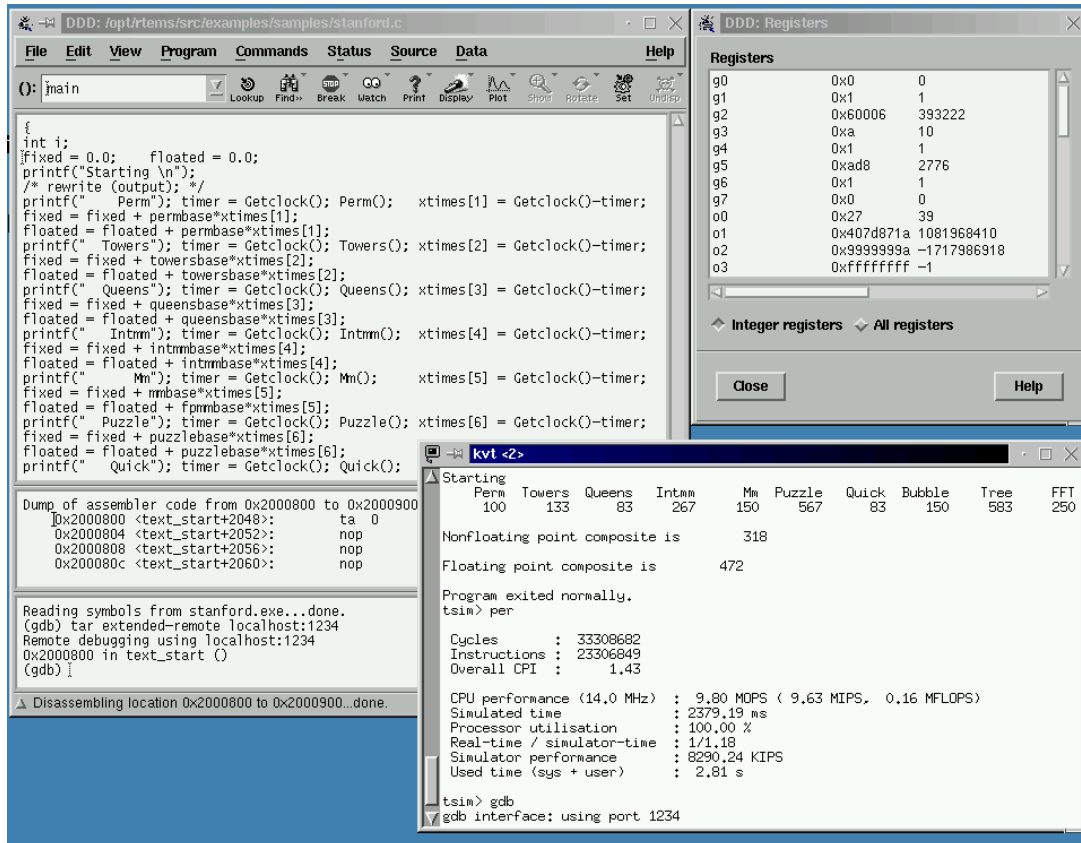 DDD: /opt/rtems/src/examples/samples/stanford.c
File Edit View Program Commands Status Source Data Help
(): main
Lookup Find» Break Watch Print Display Plot Show Rotate Set Undisp
{
int i;
fixed = 0.0;    floated = 0.0;
printf("Starting \n");
/* rewrite (output); */
printf("    Perm"); timer = Getclock(); Perm();   xtimes[1] = Getclock()-timer;
fixed = fixed + permbase*xtimes[1];
floated = floated + permbase*xtimes[1];
printf("  Towers"); timer = Getclock(); Towers(); xtimes[2] = Getclock()-timer;
fixed = fixed + towersbase*xtimes[2];
floated = floated + towersbase*xtimes[2];
printf("  Queens"); timer = Getclock(); Queens(); xtimes[3] = Getclock()-timer;
fixed = fixed + queensbase*xtimes[3];
floated = floated + queensbase*xtimes[3];
printf("   Intmm"); timer = Getclock(); Intmm();  xtimes[4] = Getclock()-timer;
fixed = fixed + intmmbase*xtimes[4];
floated = floated + intmmbase*xtimes[4];
printf("      Mm"); timer = Getclock(); Mm();     xtimes[5] = Getclock()-timer;
fixed = fixed + mmbase*xtimes[5];
floated = floated + fpmmbase*xtimes[5];
printf("  Puzzle"); timer = Getclock(); Puzzle(); xtimes[6] = Getclock()-timer;
fixed = fixed + puzzlebase*xtimes[6];
floated = floated + puzzlebase*xtimes[6];
printf("   Quick"); timer = Getclock(); Quick();
Dump of assembler code from 0x2000800 to 0x2000900
0x2000800 <text_start+2048>:    ta  0
0x2000804 <text_start+2052>:    nop
0x2000808 <text_start+2056>:    nop
0x200080c <text_start+2060>:    nop
Reading symbols from stanford.exe...done.
(gdb) tar extended-remote localhost:1234
Remote debugging using localhost:1234
0x2000800 in text_start ()
(gdb)
Disassembling location 0x2000800 to 0x2000900...done.
DDD: Registers
Registers
g0 0x0 0
g1 0x1 1
g2 0x60006 393222
g3 0xa 10
g4 0x1 1
g5 0xad8 2776
g6 0x1 1
g7 0x0 0
o0 0x27 39
o1 0x407d871a 1081968410
o2 0x9999999a -1717986918
o3 0xffffffff -1
Integer registers All registers
Close Help
kvt <2>
Starting
Perm Towers Queens Intmm Mm Puzzle Quick Bubble Tree FFT
100 133 83 267 150 567 83 150 583 250
Nonfloating point composite is 318
Floating point composite is 472
Program exited normally.
tsim> per
Cycles : 33308682
Instructions : 23306849
Overall CPI : 1.43
CPU performance (14.0 MHz) : 9.80 MOPS ( 9.63 MIPS, 0.16 MFLOPS)
Simulated time : 2379.19 ms
Processor utilisation : 100.00 %
Real-time / simulator-time : 1/1.18
Simulator performance : 8290.24 KIPS
Used time (sys + user) : 2.81 s
tsim> gdb
gdb interface: using port 1234